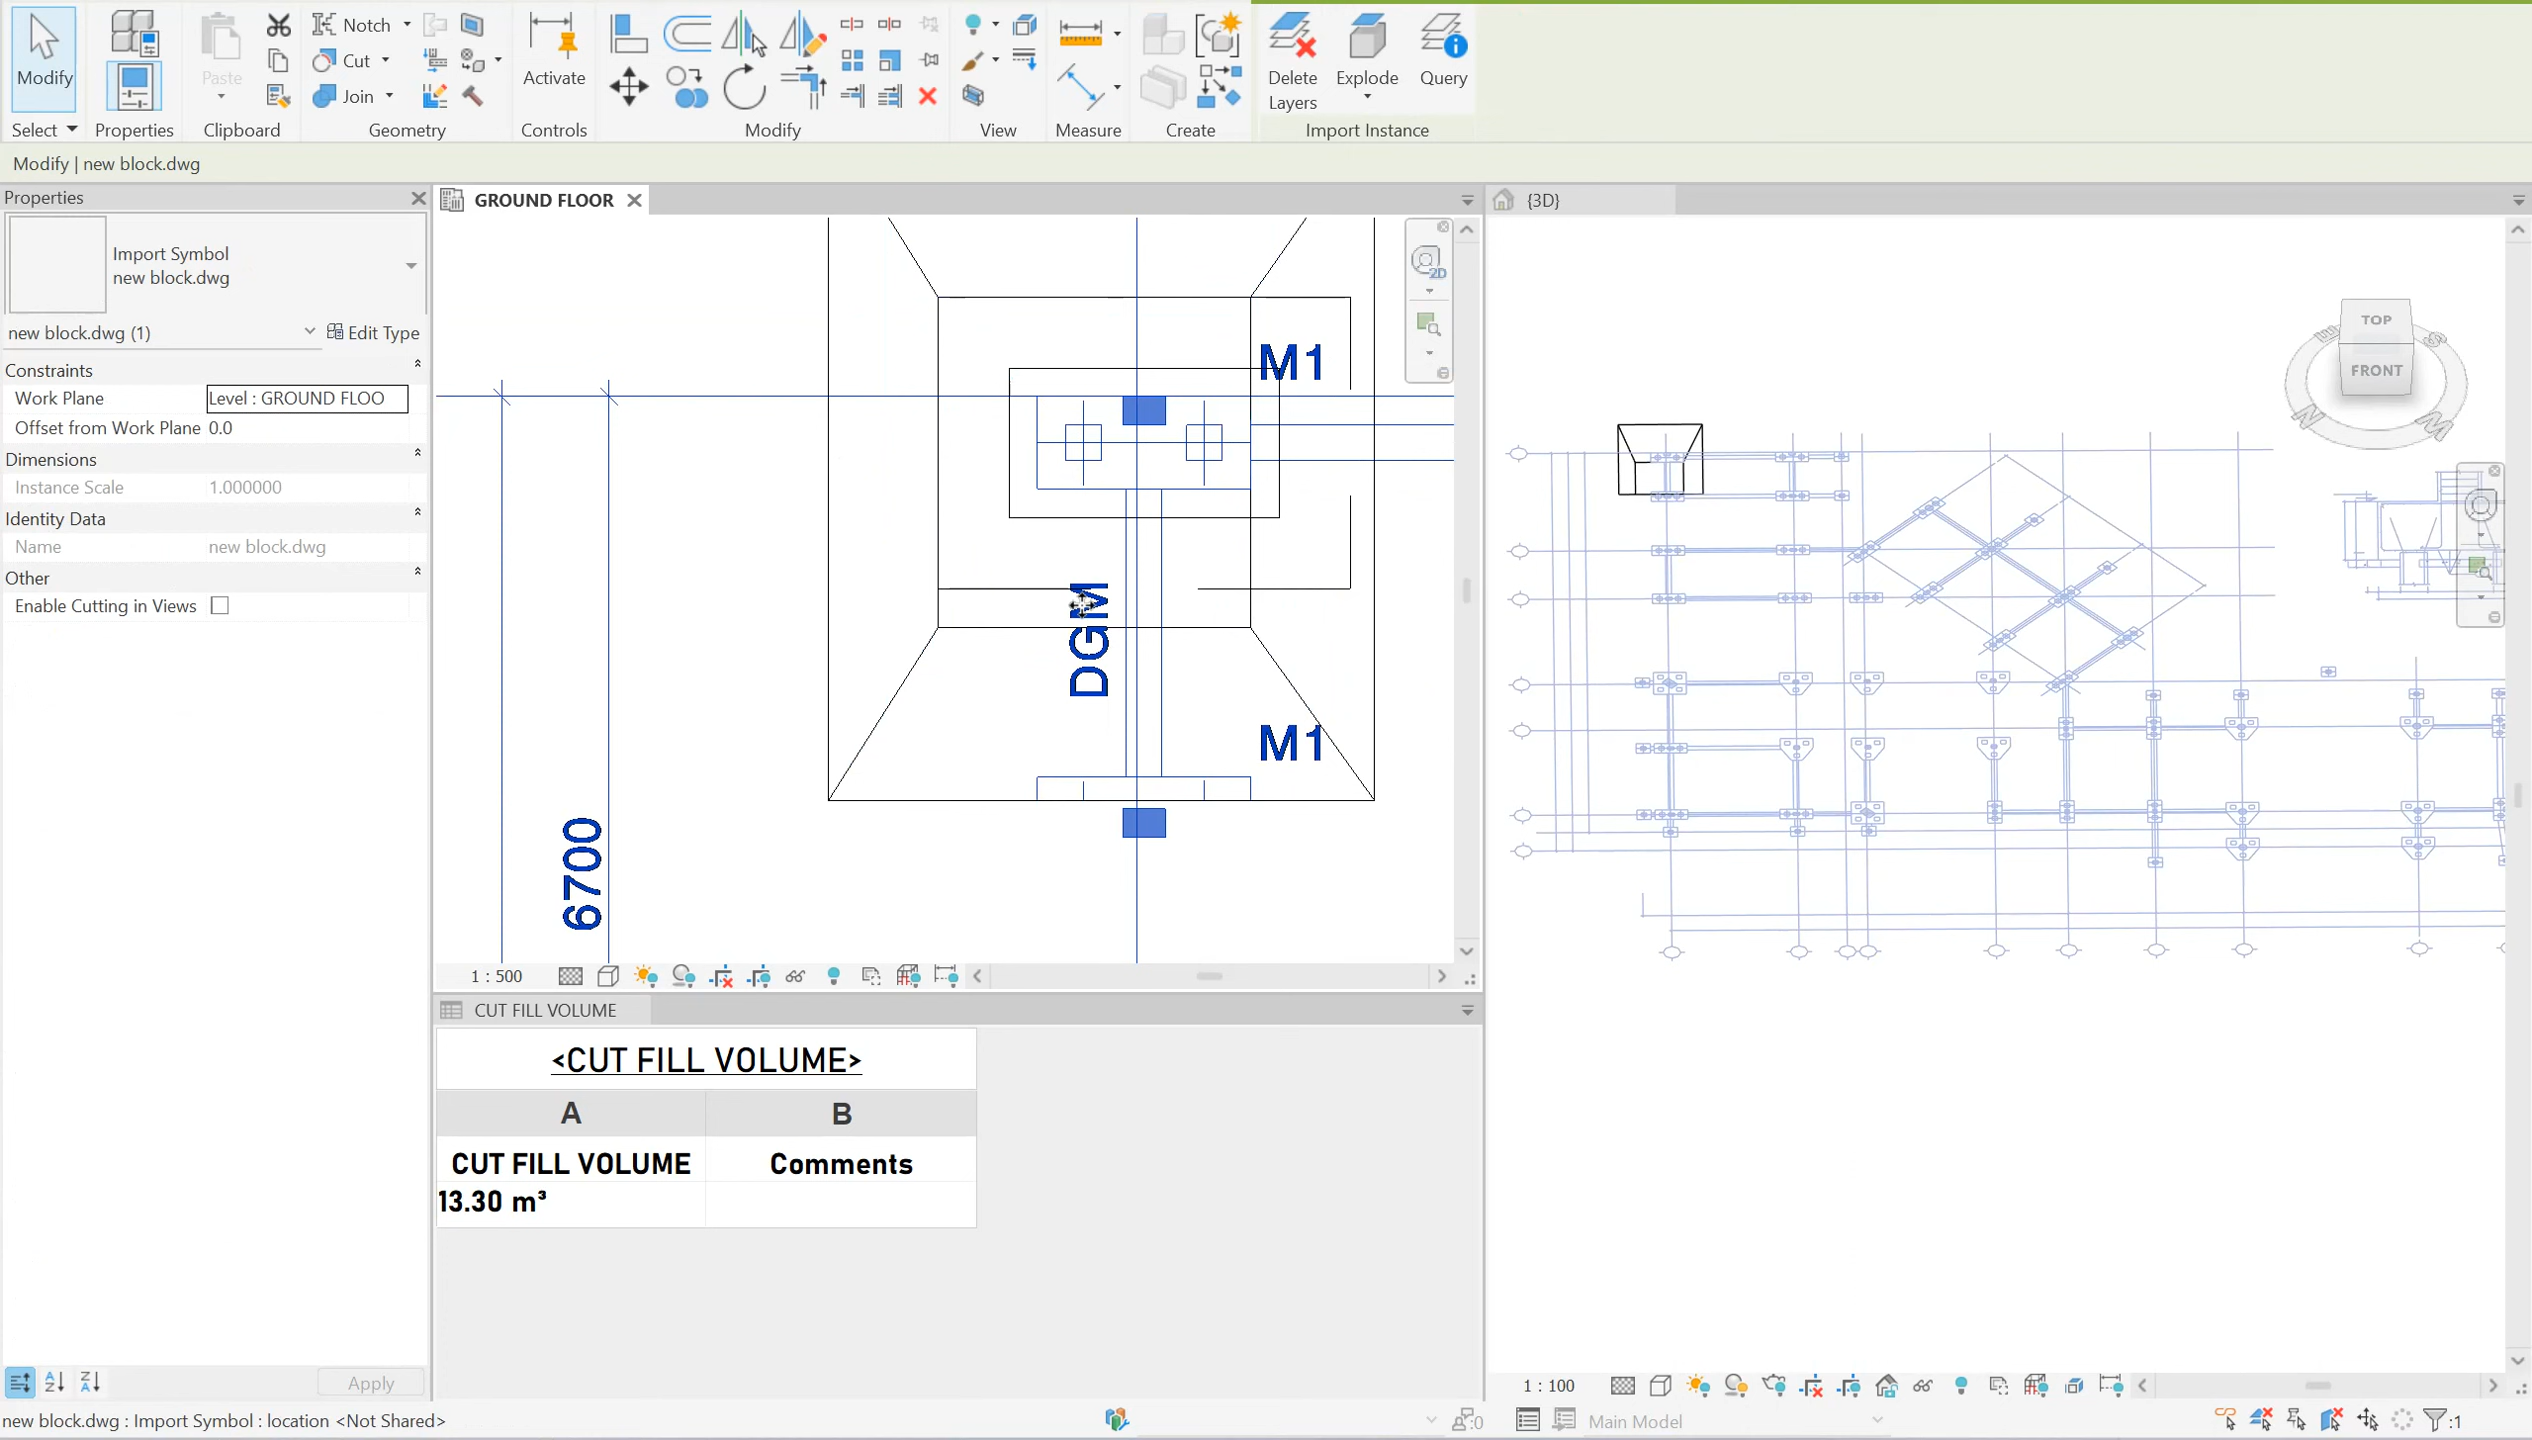 Modify
Select
Properties
Paste
Clipboard
Notch
Cut
Join
Geometry
Activate
Controls
Modify
View
Measure
Create
Delete
Layers
Explode
Query
Import Instance
Modify | new block.dwg
Properties
Import Symbol
new block.dwg
new block.dwg (1)
Edit Type
Constraints
Work Plane
Level : GROUND FLOO
Offset from Work Plane 0.0
Dimensions
Instance Scale 1.000000
Identity Data
Name new block.dwg
Other
Enable Cutting in Views
Apply
GROUND FLOOR
2D
M1
DGM
M1
6700
1 : 500
CUT FILL VOLUME
<CUT FILL VOLUME>
A B
CUT FILL VOLUME Comments
13.30 m³
{3D}
TOP
FRONT
1 : 100
new block.dwg : Import Symbol : location <Not Shared>
:0
Main Model
:1